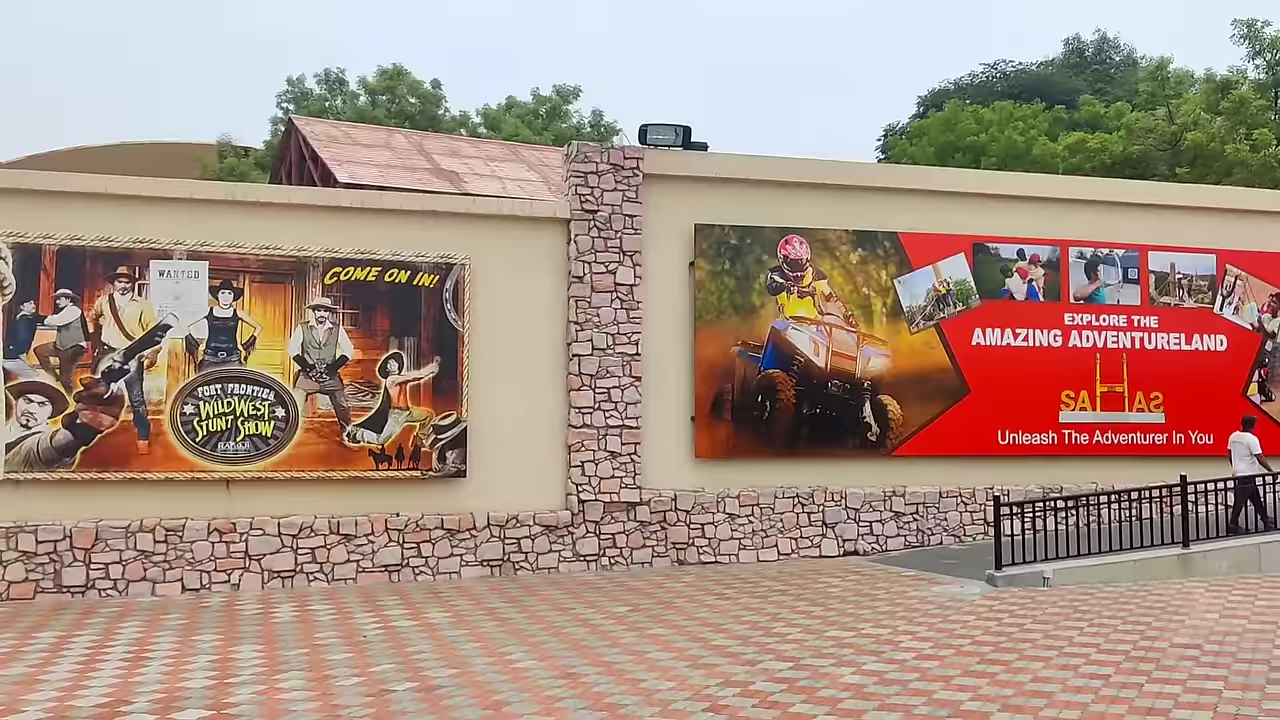 WANTED
COME ON IN!
FORT FRONTIER
WILD WEST
STUNT SHOW
RAMOJI
EXPLORE THE
AMAZING ADVENTURELAND
SAHAS
Unleash The Adventurer In You